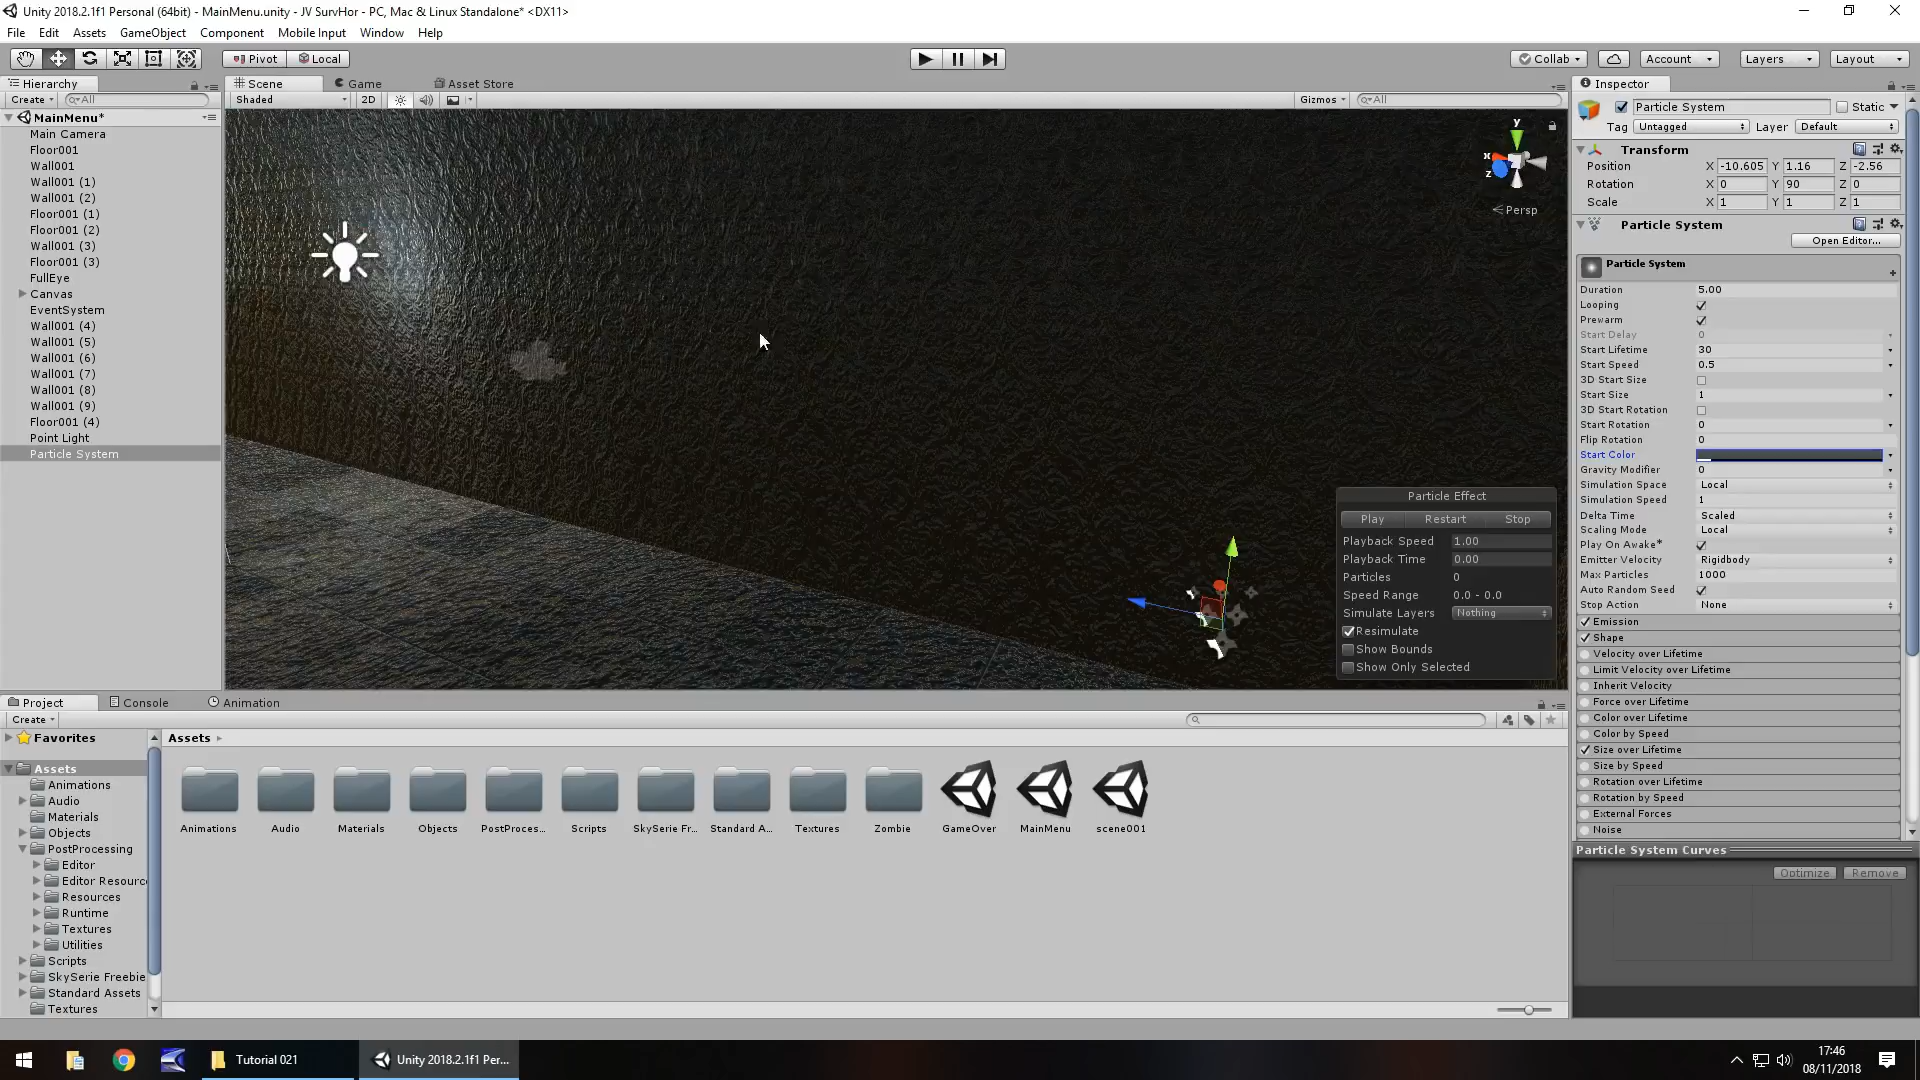 Unity 2018.2.1f1 Personal (64bit) - MainMenu.unity - JV SurvHor - PC, Mac & Linux Standalone* <DX11>
File Edit Assets GameObject Component Mobile Input Window Help
Pivot Local Collab Account Layers Layout
Hierarchy
Create All
MainMenu*
Main Camera
Floor001
Wall001
Wall001 (1)
Wall001 (2)
Floor001 (1)
Floor001 (2)
Wall001 (3)
Floor001 (3)
FullEye
Canvas
EventSystem
Wall001 (4)
Wall001 (5)
Wall001 (6)
Wall001 (7)
Wall001 (8)
Wall001 (9)
Floor001 (4)
Point Light
Particle System
Scene Game Asset Store
Shaded 2D Gizmos All
y
x
z
Persp
Particle Effect
Play Restart Stop
Playback Speed 1.00
Playback Time 0.00
Particles 0
Speed Range 0.0 - 0.0
Simulate Layers Nothing
Resimulate
Show Bounds
Show Only Selected
Inspector
Particle System Static
Tag Untagged Layer Default
Transform
Position X -10.605 Y 1.16 Z -2.56
Rotation X 0 Y 90 Z 0
Scale X 1 Y 1 Z 1
Particle System
Open Editor...
Particle System
Duration 5.00
Looping
Prewarm
Start Delay 0
Start Lifetime 30
Start Speed 0.5
3D Start Size
Start Size 1
3D Start Rotation
Start Rotation 0
Flip Rotation 0
Start Color
Gravity Modifier 0
Simulation Space Local
Simulation Speed 1
Delta Time Scaled
Scaling Mode Local
Play On Awake*
Emitter Velocity Rigidbody
Max Particles 1000
Auto Random Seed
Stop Action None
Emission
Shape
Velocity over Lifetime
Limit Velocity over Lifetime
Inherit Velocity
Force over Lifetime
Color over Lifetime
Color by Speed
Size over Lifetime
Size by Speed
Rotation over Lifetime
Rotation by Speed
External Forces
Noise
Particle System Curves
Optimize Remove
Project Console Animation
Create
Favorites
Assets
Animations
Audio
Materials
Objects
PostProcessing
Editor
Editor Resourc
Resources
Runtime
Textures
Utilities
Scripts
SkySerie Freebie
Standard Assets
Textures
Assets
Animations Audio Materials Objects PostProces... Scripts SkySerie Fr... Standard A... Textures Zombie GameOver MainMenu scene001
Tutorial 021 Unity 2018.2.1f1 Per...
17:46
08/11/2018